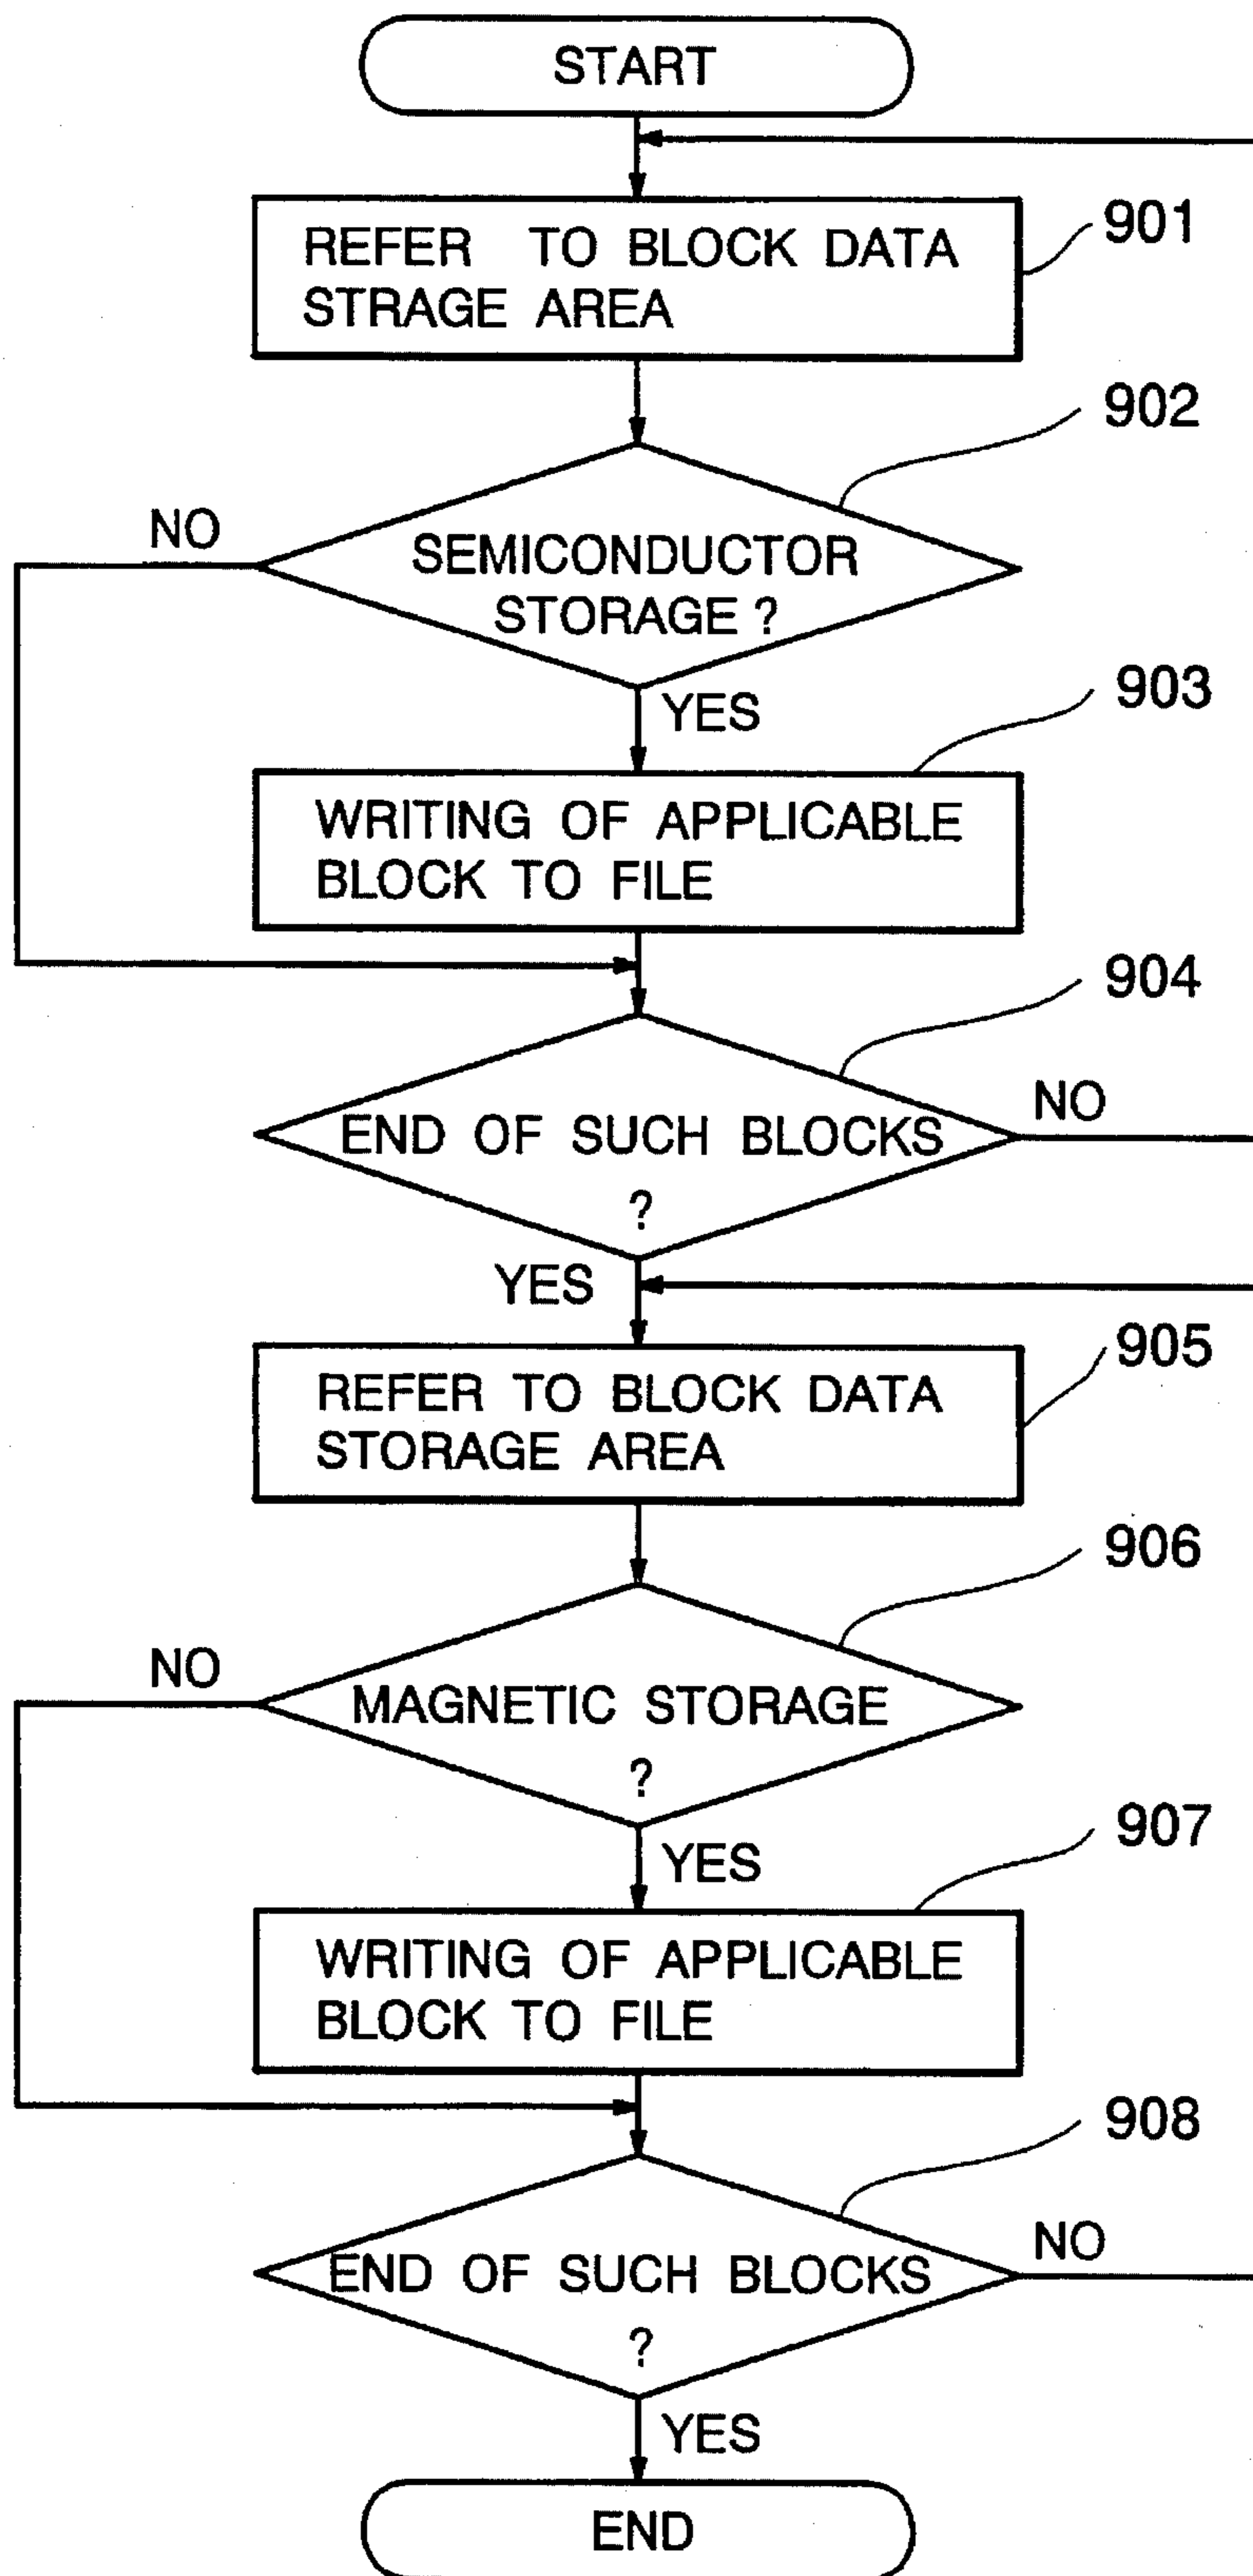 START
REFER TO BLOCK DATA
STRAGE AREA
901
902
NO
SEMICONDUCTOR
STORAGE ?
YES
903
WRITING OF APPLICABLE
BLOCK TO FILE
904
END OF SUCH BLOCKS
?
NO
YES
905
REFER TO BLOCK DATA
STORAGE AREA
906
NO
MAGNETIC STORAGE
?
YES
907
WRITING OF APPLICABLE
BLOCK TO FILE
908
END OF SUCH BLOCKS
?
NO
YES
END